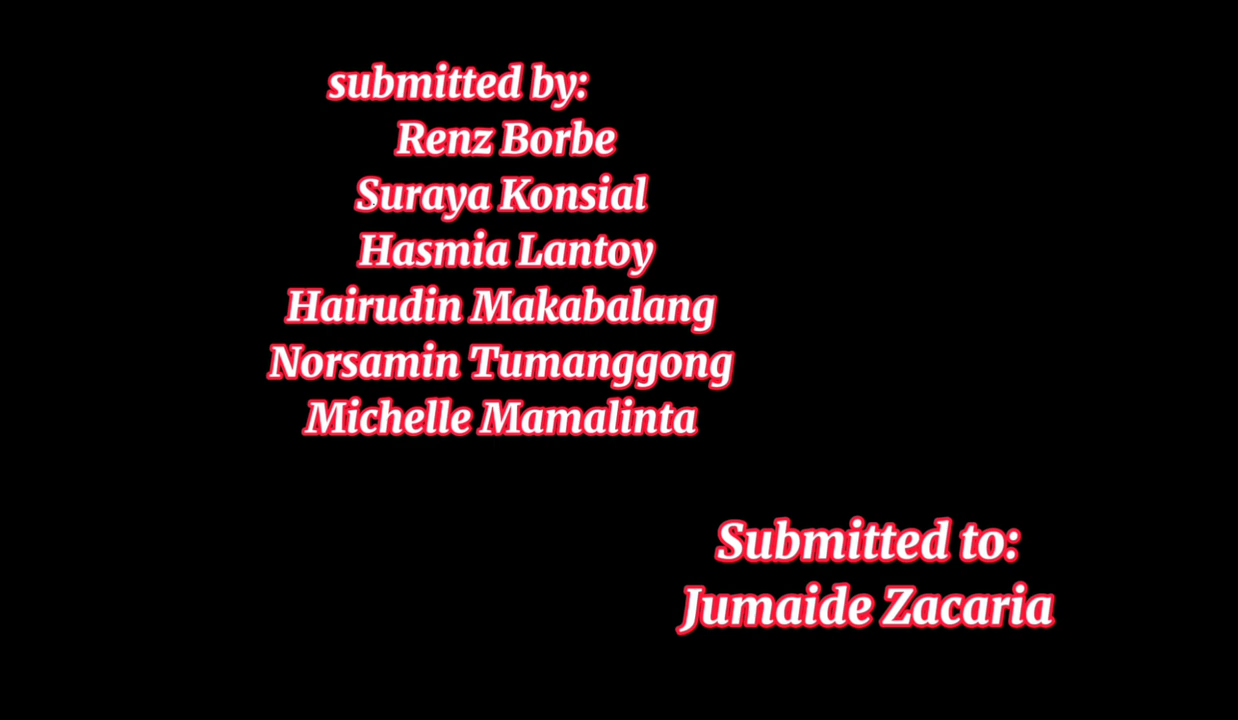 submitted by:
Renz Borbe
Suraya Konsial
Hasmia Lantoy
Hairudin Makabalang
Norsamin Tumanggong
Michelle Mamalinta
Submitted to:
Jumaide Zacaria